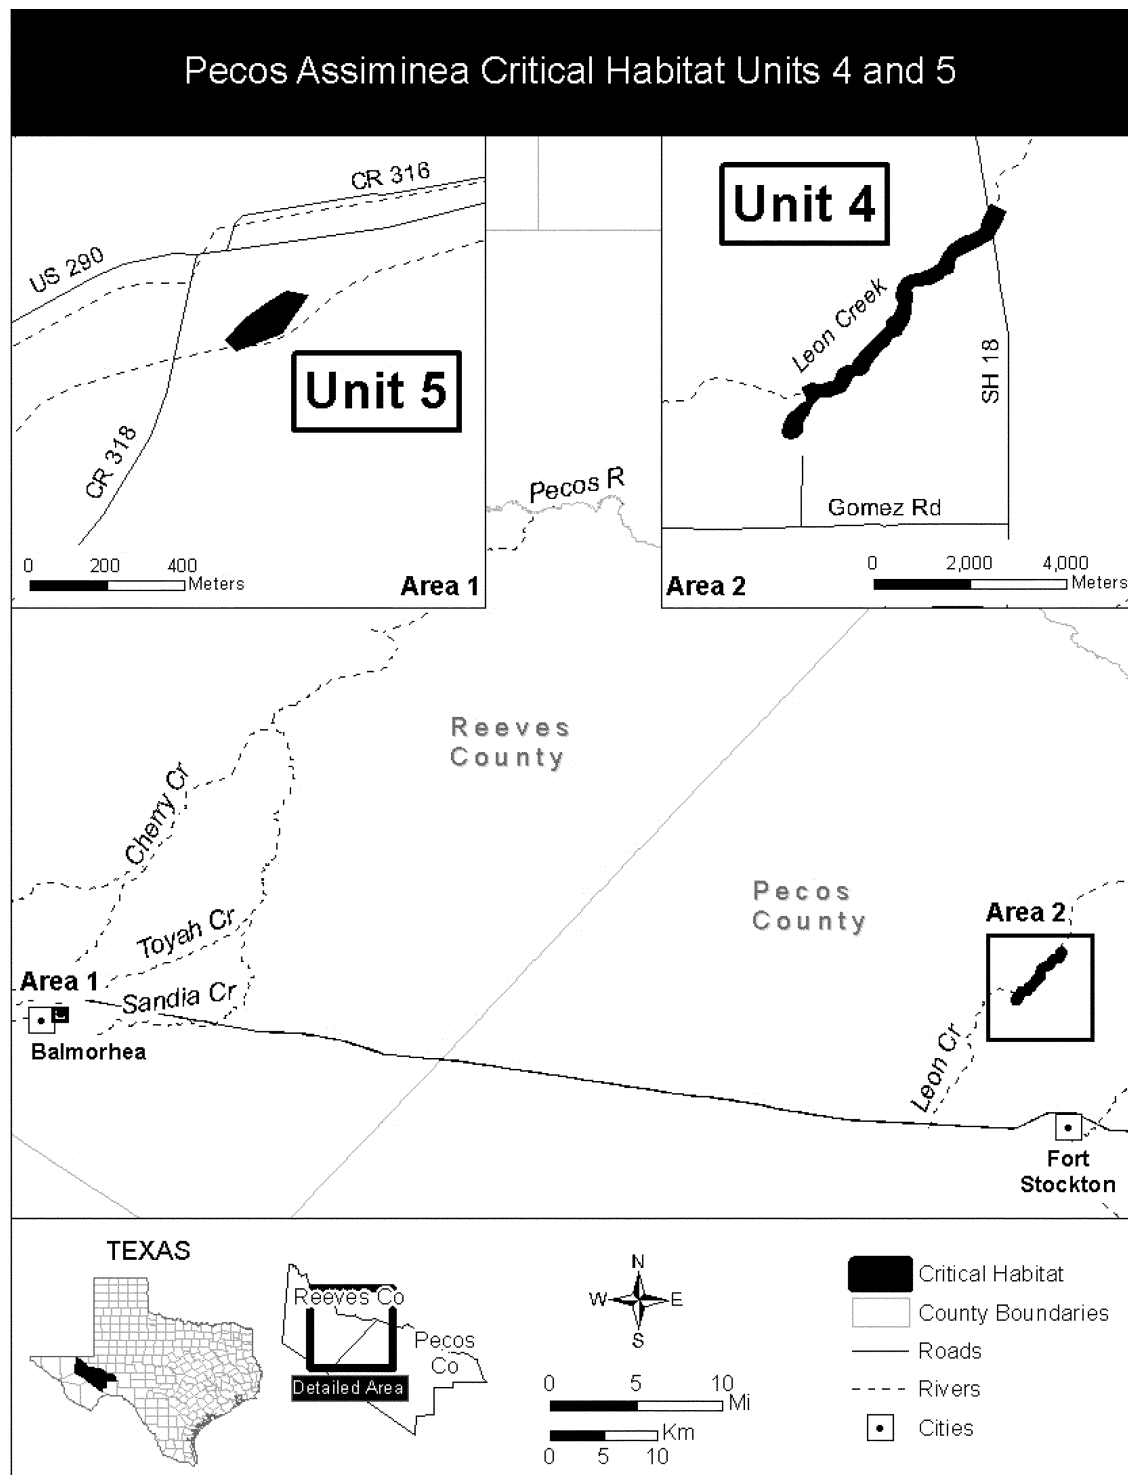 Pecos Assiminea Critical Habitat Units 4 and 5
CR 316
US 290
Unit 5
CR 318
0 200 400
Meters
Area 1
Pecos R
Unit 4
Leon Creek
SH 18
Gomez Rd
0 2,000 4,000
Meters
Area 2
Reeves
County
Cherry Cr
Pecos
County
Toyah Cr
Area 2
Area 1
Sandia Cr
Balmorhea
Leon Cr
Fort
Stockton
TEXAS
Reeves Co
Pecos
Co
Detailed Area
N
W E
S
0 5 10
Mi
Km
0 5 10
Critical Habitat
County Boundaries
Roads
Rivers
Cities